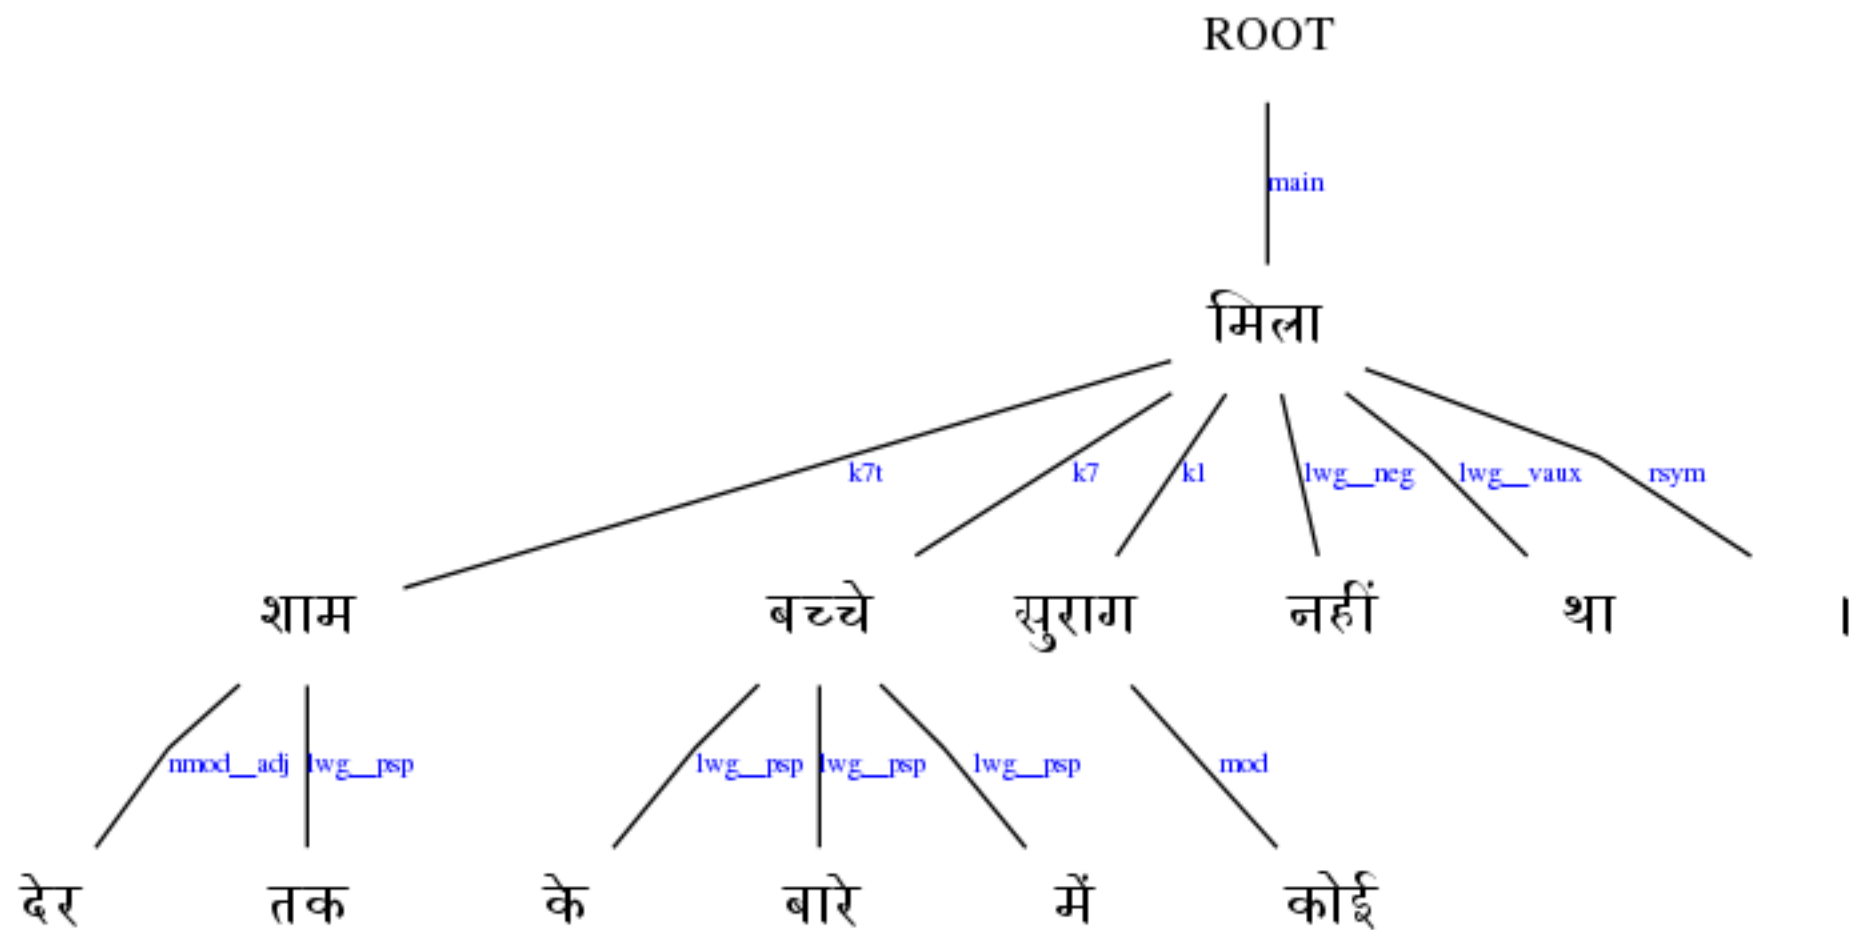 ROOT
main
मिला
k7t k7 k1 lwg__neg lwg__vaux rsym
शाम बच्चे सुराग नहीं था ।
nmod__adj lwg__psp lwg__psp lwg__psp lwg__psp mod
देर तक के बारे में कोई